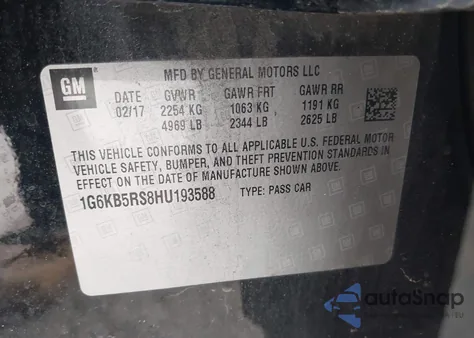 GM
MFD BY GENERAL MOTORS LLC
DATE GVWR GAWR FRT GAWR RR
02/17 2254 KG 1063 KG 1191 KG
4969 LB 2344 LB 2625 LB
THIS VEHICLE CONFORMS TO ALL APPLICABLE U.S. FEDERAL MOTOR
VEHICLE SAFETY, BUMPER, AND THEFT PREVENTION STANDARDS IN
EFFECT ON THE DATE OF MANUFACTURE SHOWN ABOVE.
1G6KB5RS8HU193588 TYPE: PASS CAR
autoSnap